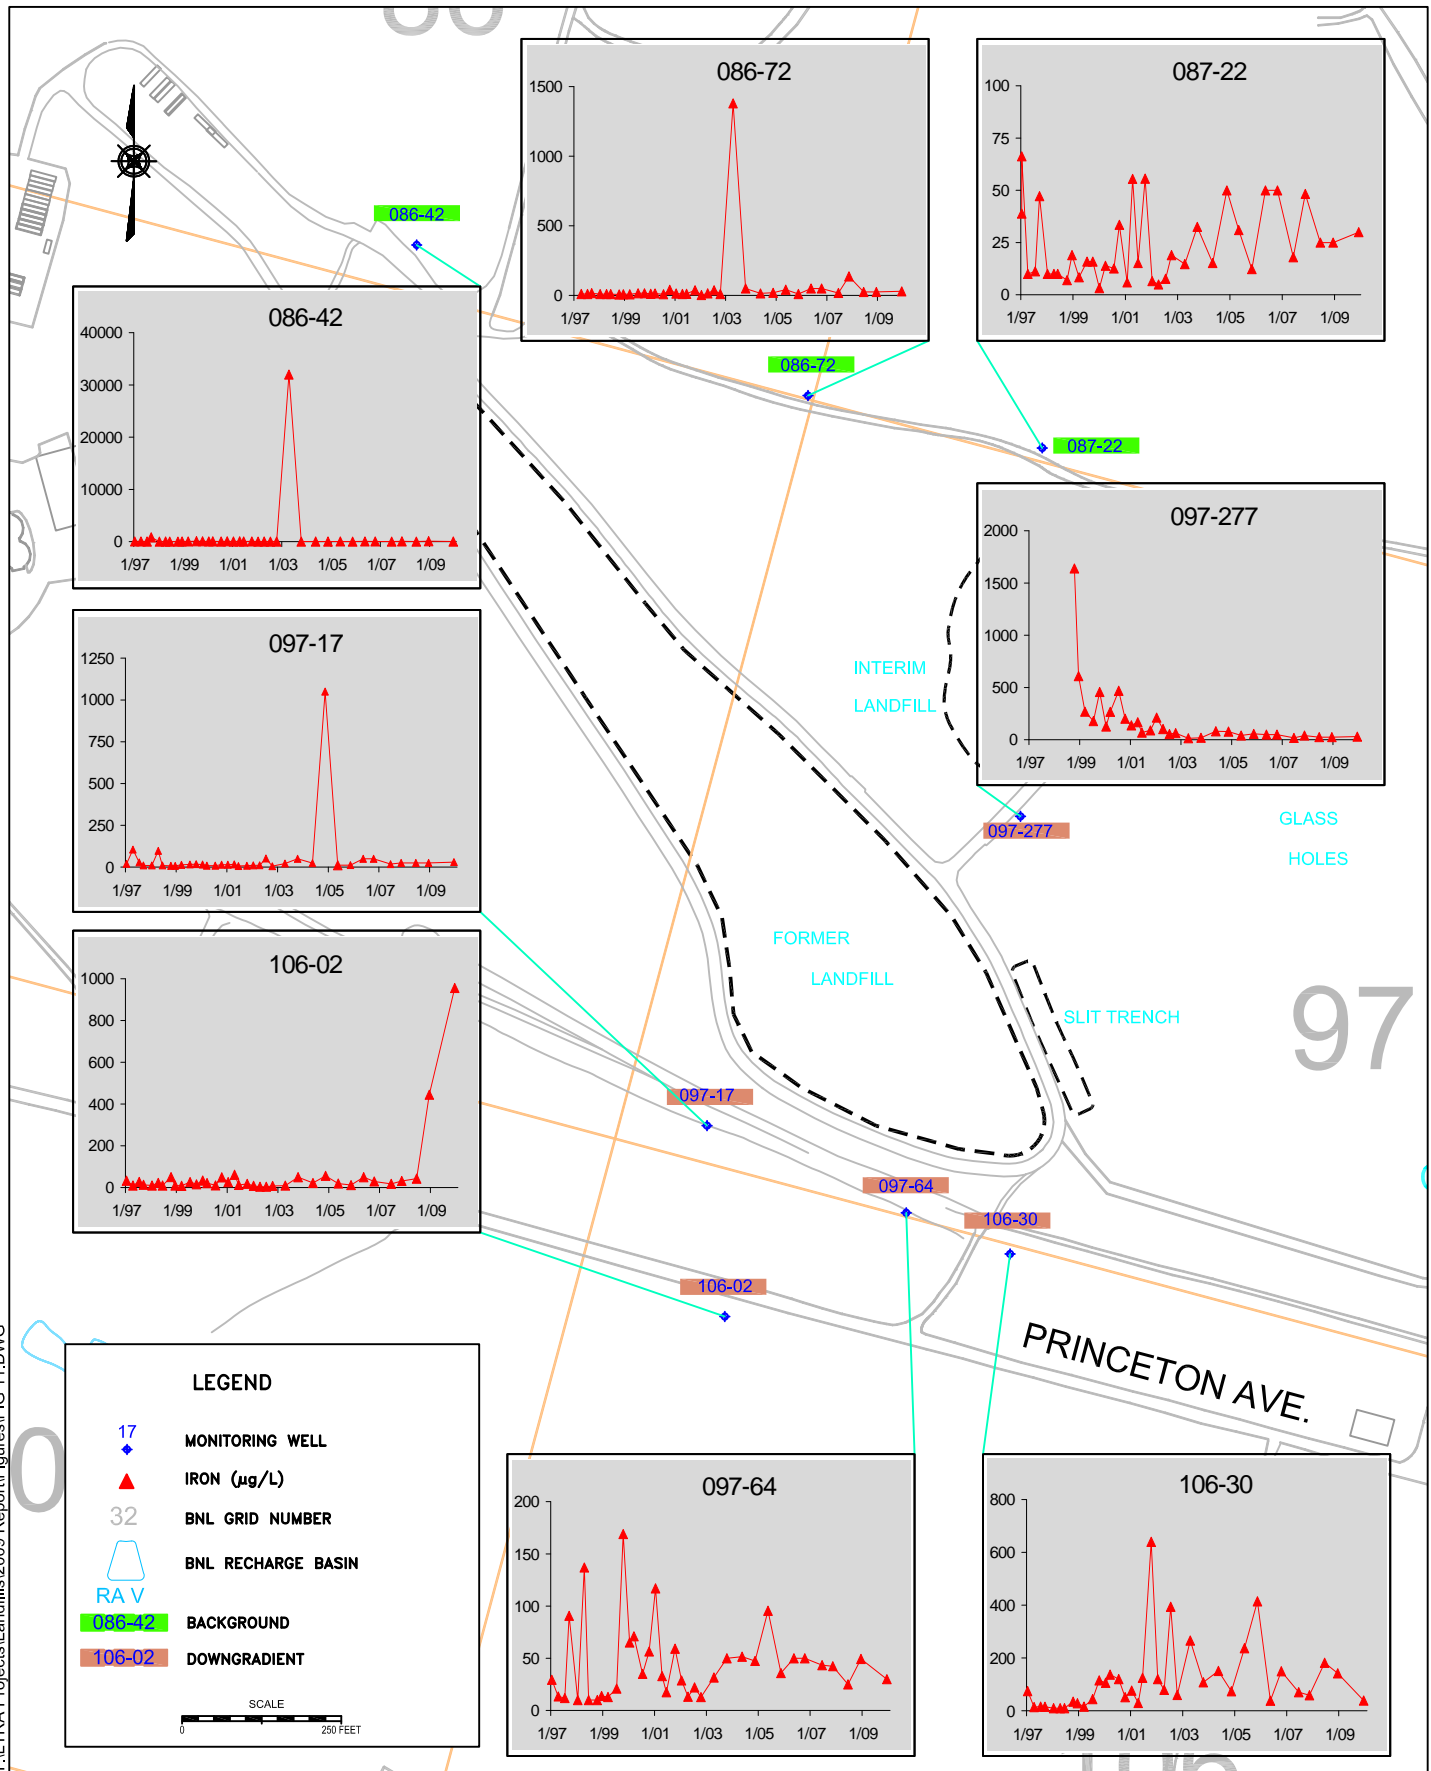 086-72
1500
1000
500
0
1/97 1/99 1/01 1/03 1/05 1/07 1/09
087-22
100
75
50
25
0
1/97 1/99 1/01 1/03 1/05 1/07 1/09
086-42
086-42
40000
30000
20000
10000
0
1/97 1/99 1/01 1/03 1/05 1/07 1/09
086-72
087-22
097-277
2000
1500
1000
500
0
1/97 1/99 1/01 1/03 1/05 1/07 1/09
097-17
1250
1000
750
500
250
0
1/97 1/99 1/01 1/03 1/05 1/07 1/09
INTERIM
LANDFILL
097-277
GLASS
HOLES
106-02
1000
800
600
400
200
0
1/97 1/99 1/01 1/03 1/05 1/07 1/09
FORMER
LANDFILL
SLIT TRENCH
97
097-17
097-64
106-30
106-02
PRINCETON AVE.
LEGEND
17
MONITORING WELL
IRON (µg/L)
32 BNL GRID NUMBER
BNL RECHARGE BASIN
RA V
086-42 BACKGROUND
106-02 DOWNGRADIENT
SCALE
0 250 FEET
097-64
200
150
100
50
0
1/97 1/99 1/01 1/03 1/05 1/07 1/09
106-30
800
600
400
200
0
1/97 1/99 1/01 1/03 1/05 1/07 1/09